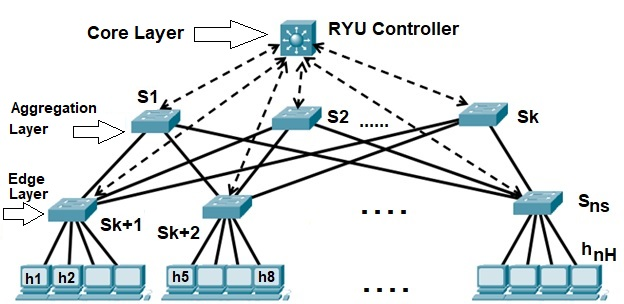 Core Layer
RYU Controller
S1
Aggregation
Layer
S2
......
Sk
Edge
Layer
Sk+1
Sk+2
....
Sns
hnH
h1
h2
h5
h8
....